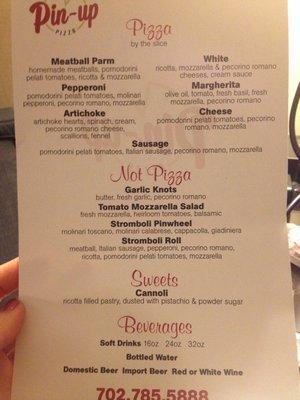 Pin-up
PIZZA
Pizza
by the slice
Meatball Parm
homemade meatballs, pomodorini
pelati tomatoes, ricotta & mozzarella
White
ricotta, mozzarella & pecorino romano
cheeses, cream sauce
Pepperoni
pomodorini pelati tomatoes, molinari
pepperoni, pecorino romano, mozzarella
Margherita
olive oil, tomato, fresh basil, fresh
mozzarella, pecorino romano
Artichoke
artichoke hearts, spinach, cream,
pecorino romano cheese,
scallions, fennel
Cheese
pomodorini pelati tomatoes, pecorino
romano, mozzarella
Sausage
pomodorini pelati tomatoes, Italian sausage, pecorino romano, mozzarella
Not Pizza
Garlic Knots
butter, fresh garlic, pecorino romano
Tomato Mozzarella Salad
fresh mozzarella, heirloom tomatoes, balsamic
Stromboli Pinwheel
molinari toscano, molinari calabrese, cappacolla, giadiniera
Stromboli Roll
meatball, Italian sausage, pepperoni, pecorino romano,
ricotta, pomodorini pelati tomatoes, mozzarella
Sweets
Cannoli
ricotta filled pastry, dusted with pistachio & powder sugar
Beverages
Soft Drinks 16oz 24oz 32oz
Bottled Water
Domestic Beer Import Beer Red or White Wine
702.785.5888